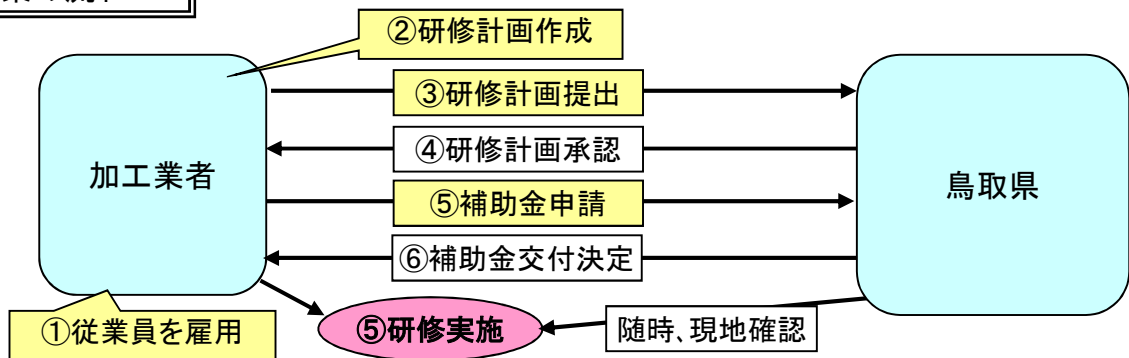 ②研修計画作成
③研修計画提出
④研修計画承認
加工業者
鳥取県
⑤補助金申請
⑥補助金交付決定
①従業員を雇用
⑤研修実施
随時、現地確認